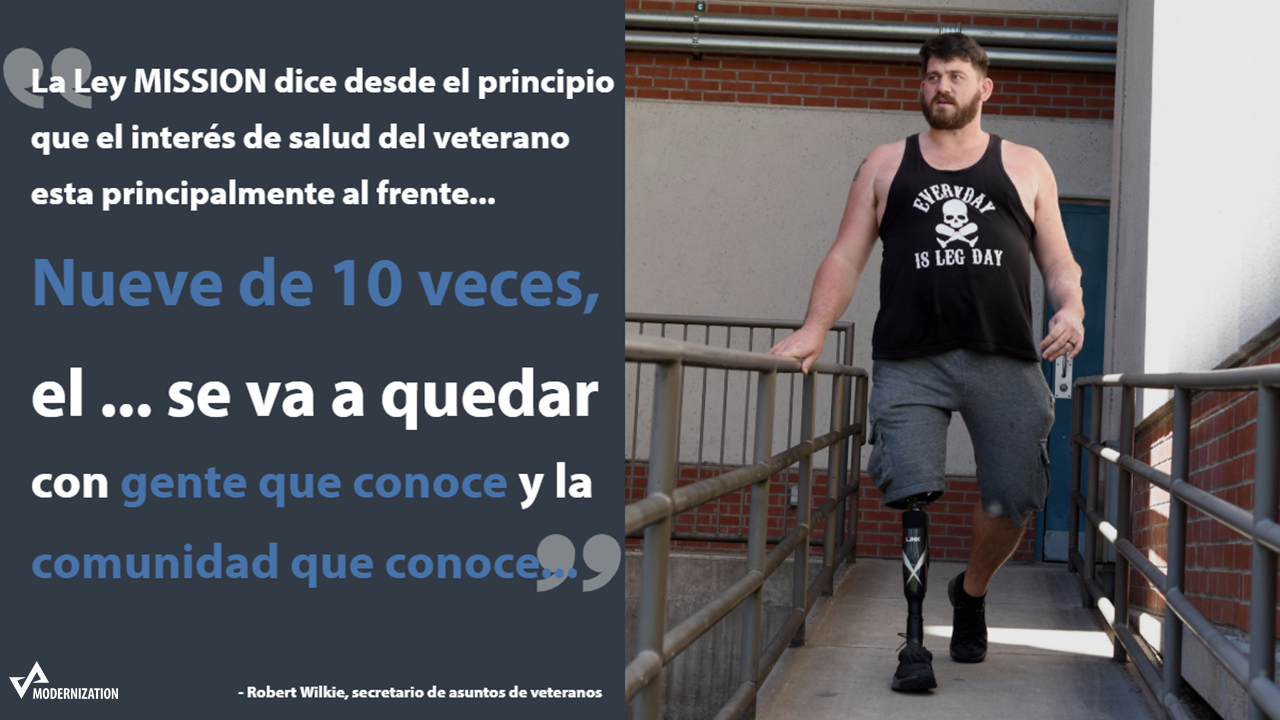 La Ley MISSION dice desde el principio
que el interés de salud del veterano
esta principalmente al frente...
Nueve de 10 veces,
el ... se va a quedar
con gente que conoce y la
comunidad que conoce...
- Robert Wilkie, secretario de asuntos de veteranos
VA
MODERNIZATION
EVERYDAY
IS LEG DAY
LINK